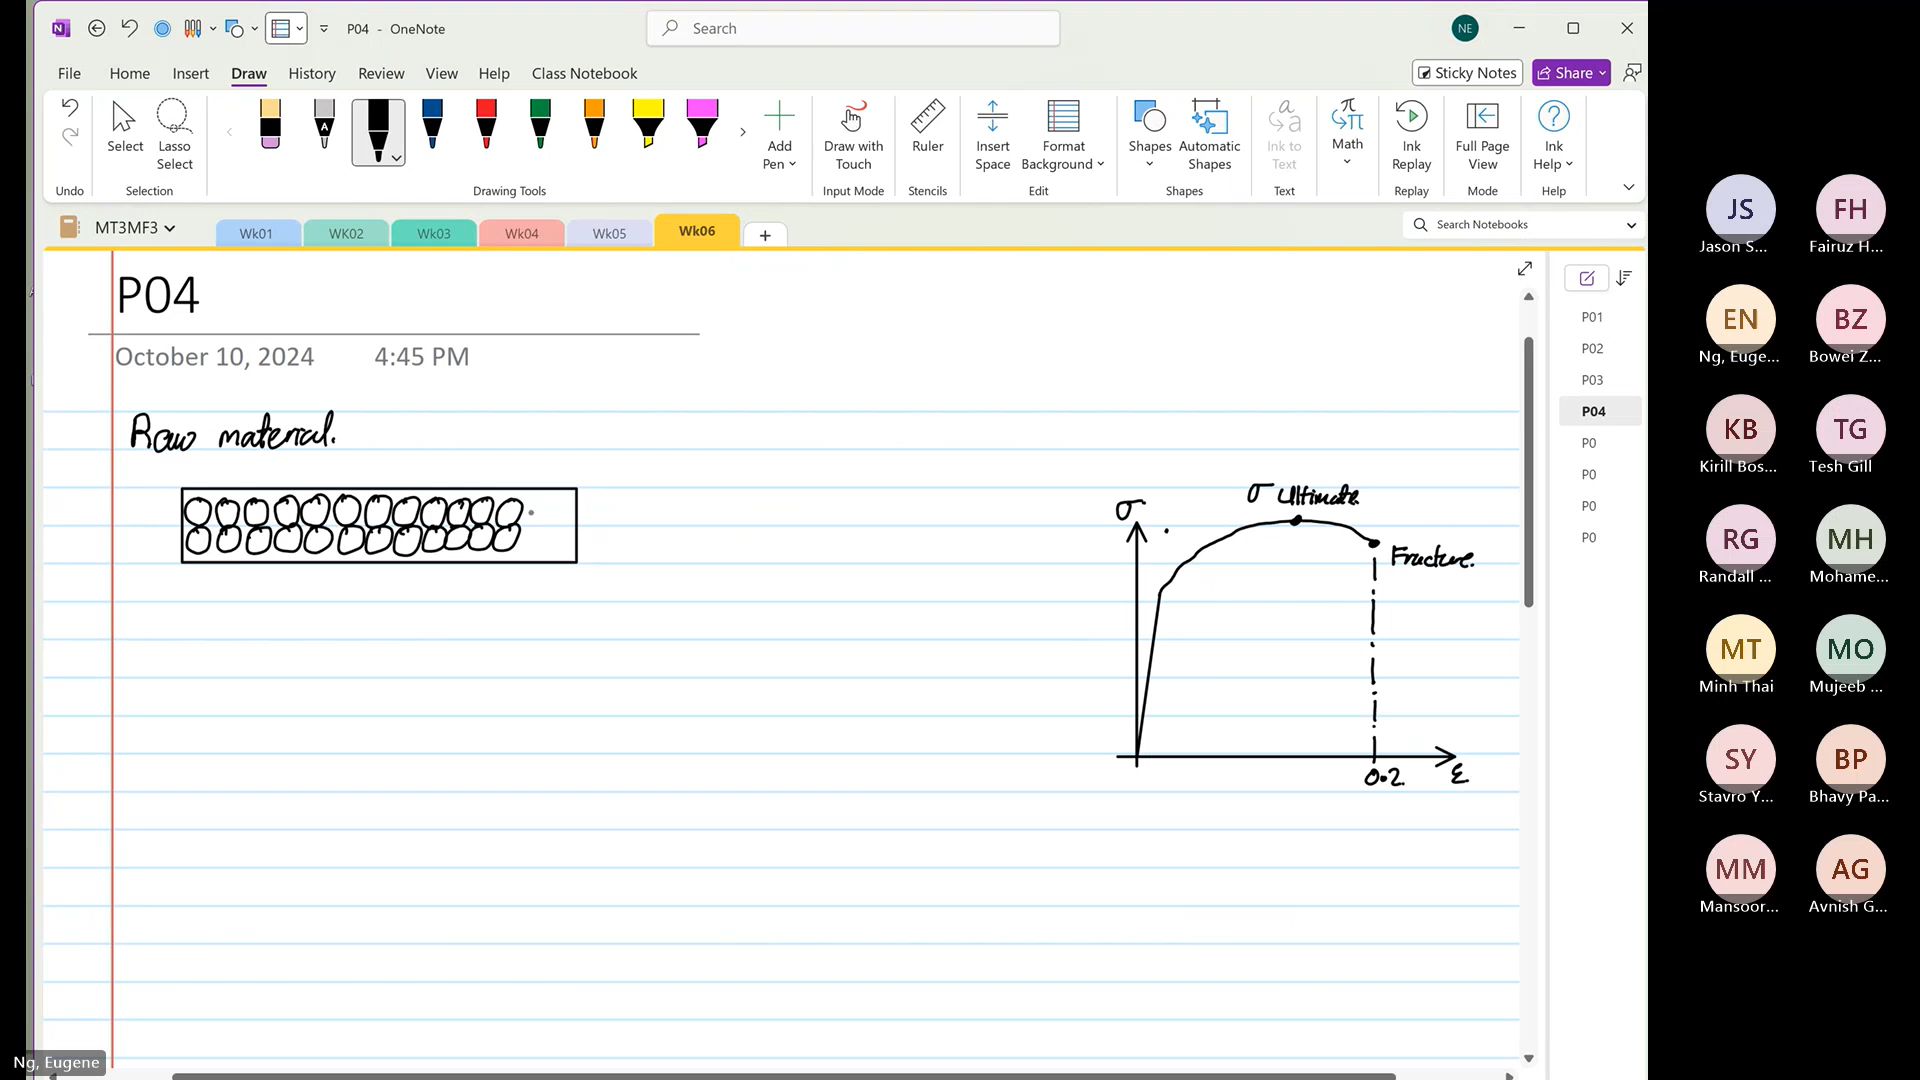 P04 - OneNote
Search
NE
File Home Insert Draw History Review View Help Class Notebook
Sticky Notes Share
Select
Lasso Select
Add Pen
Draw with Touch
Ruler
Insert Space
Format Background
Shapes
Automatic Shapes
Ink to Text
Math
Ink Replay
Full Page View
Ink Help
Undo Selection Drawing Tools Input Mode Stencils Edit Shapes Text Replay Mode Help
MT3MF3 Wk01 WK02 Wk03 Wk04 Wk05 Wk06 +
Search Notebooks
P04
October 10, 2024 4:45 PM
Raw material.
σ
σ Ultimate
Fracture.
0.2
ε
P01
P02
P03
P04
P0
P0
P0
P0
JS FH
Jason S... Fairuz H...
EN BZ
Ng, Euge... Bowei Z...
KB TG
Kirill Bos... Tesh Gill
RG MH
Randall ... Mohame...
MT MO
Minh Thai Mujeeb ...
SY BP
Stavro Y... Bhavy Pa...
MM AG
Mansoor... Avnish G...
Ng, Eugene